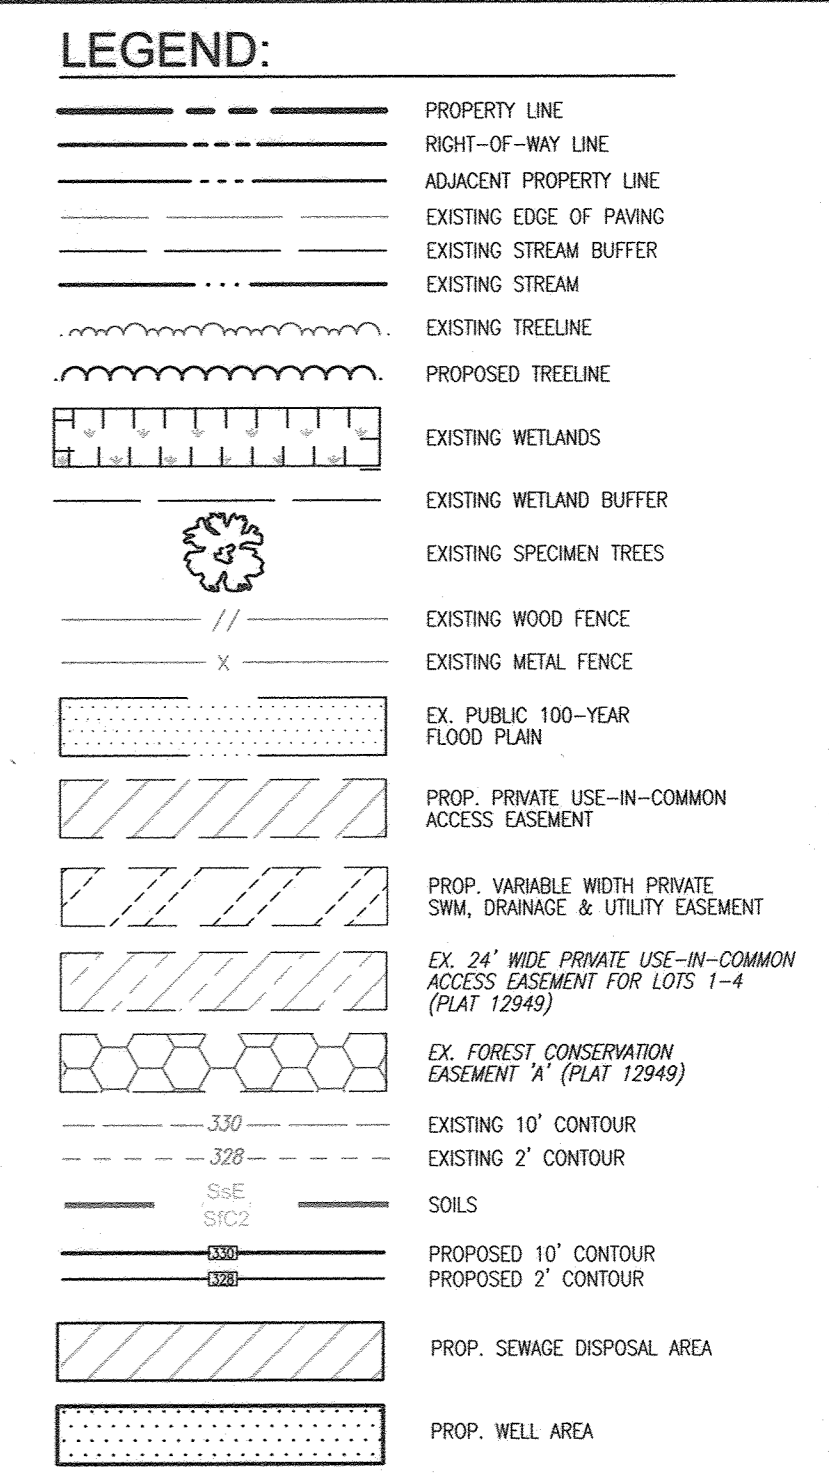 LEGEND:
PROPERTY LINE
RIGHT-OF-WAY LINE
ADJACENT PROPERTY LINE
EXISTING EDGE OF PAVING
EXISTING STREAM BUFFER
EXISTING STREAM
EXISTING TREELINE
PROPOSED TREELINE
EXISTING WETLANDS
EXISTING WETLAND BUFFER
EXISTING SPECIMEN TREES
// EXISTING WOOD FENCE
X EXISTING METAL FENCE
EX. PUBLIC 100-YEAR
FLOOD PLAIN
PROP. PRIVATE USE-IN-COMMON
ACCESS EASEMENT
PROP. VARIABLE WIDTH PRIVATE
SWM, DRAINAGE & UTILITY EASEMENT
EX. 24' WIDE PRIVATE USE-IN-COMMON
ACCESS EASEMENT FOR LOTS 1-4
(PLAT 12949)
EX. FOREST CONSERVATION
EASEMENT 'A' (PLAT 12949)
330 EXISTING 10' CONTOUR
328 EXISTING 2' CONTOUR
SsE
SfC2
SOILS
330 PROPOSED 10' CONTOUR
328 PROPOSED 2' CONTOUR
PROP. SEWAGE DISPOSAL AREA
PROP. WELL AREA